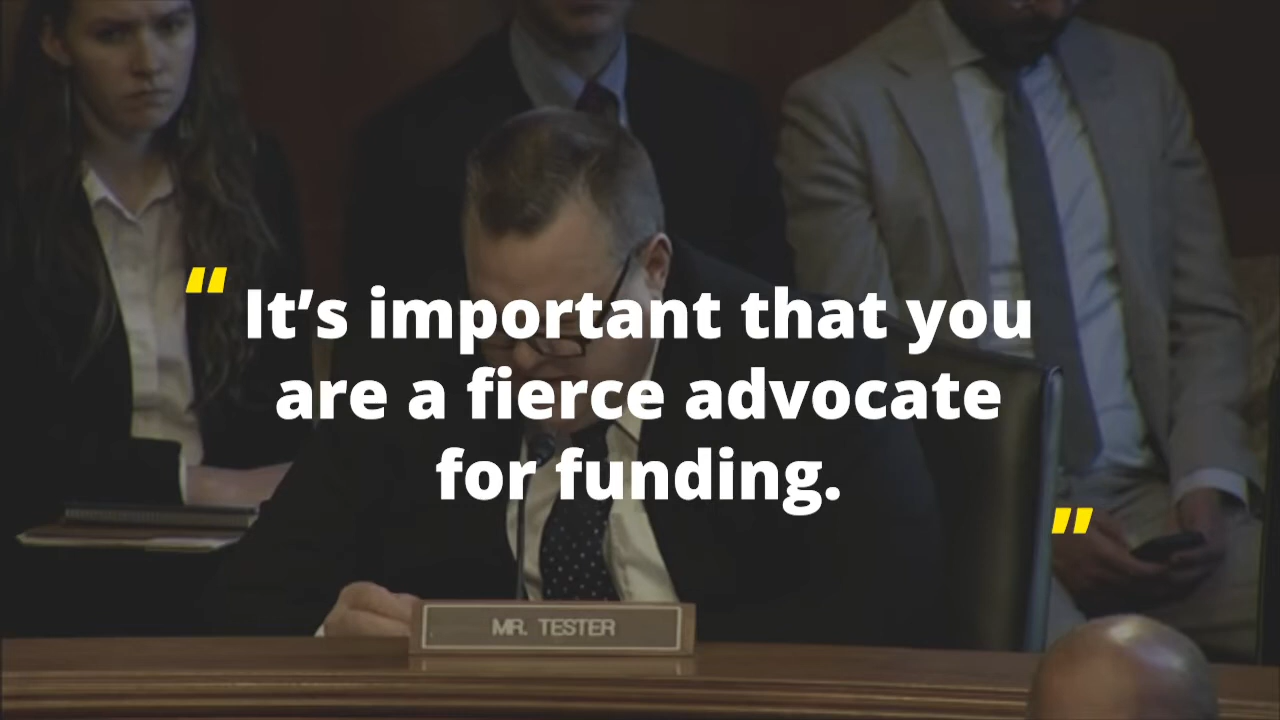 “ It’s important that you
are a fierce advocate
for funding. ”
MR. TESTER